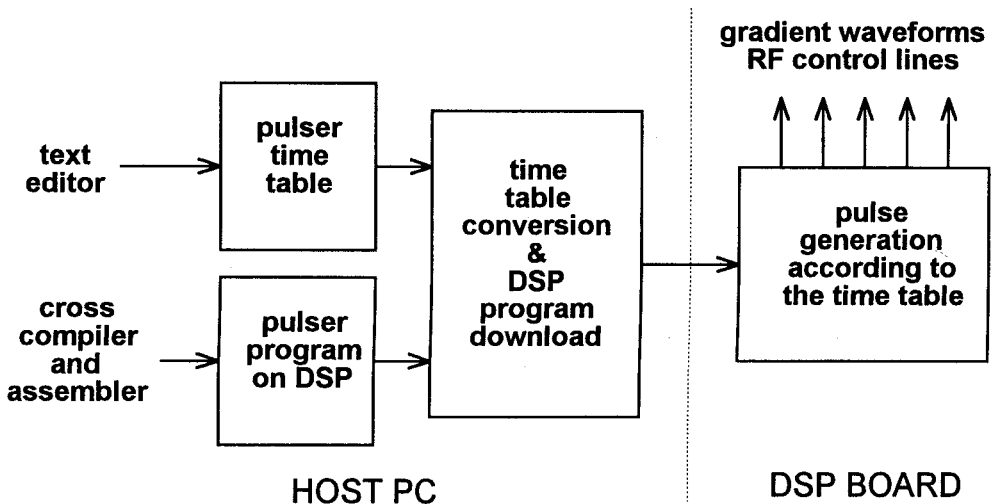 gradient waveforms
RF control lines
text
editor
pulser
time
table
time
table
conversion
&
DSP
program
download
pulse
generation
according to
the time table
cross
compiler
and
assembler
pulser
program
on DSP
HOST PC
DSP BOARD